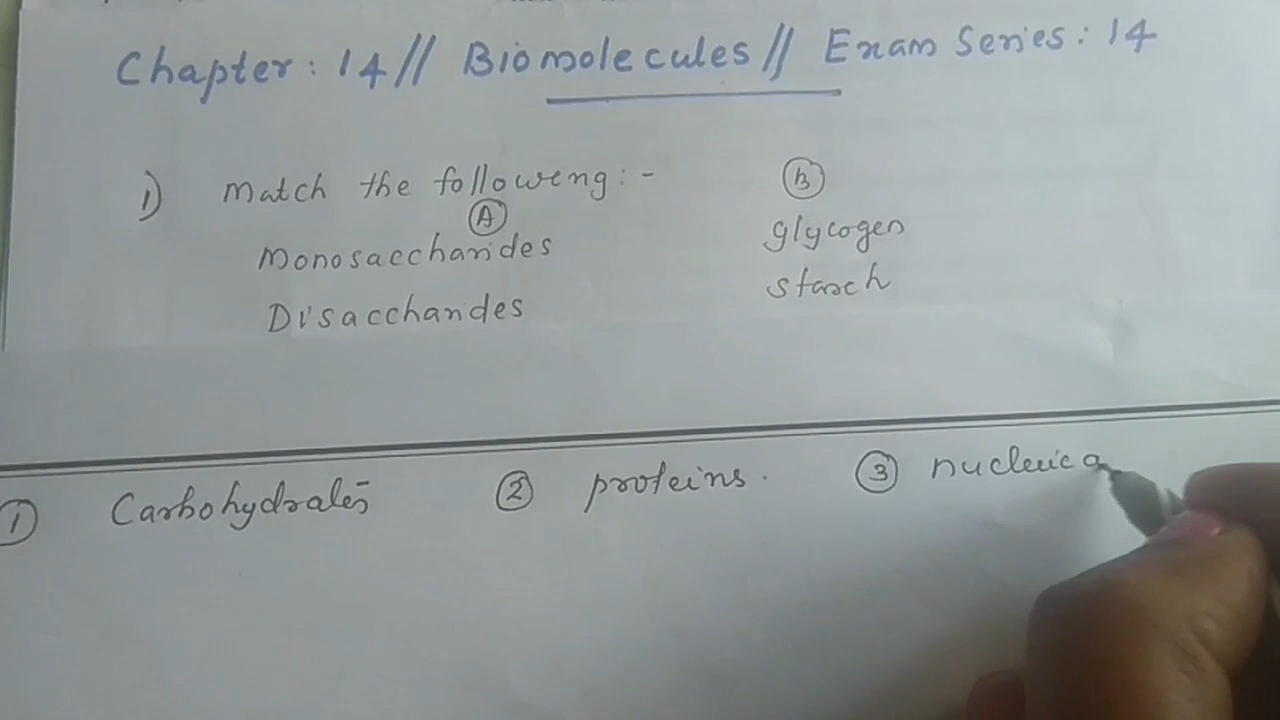 Chapter: 14 // Biomolecules // Exam Series: 14
1) Match the following:-
A B
Monosaccharides glycogen
Disaccharides starch
1 Carbohydrates 2 proteins. 3 nucleic a